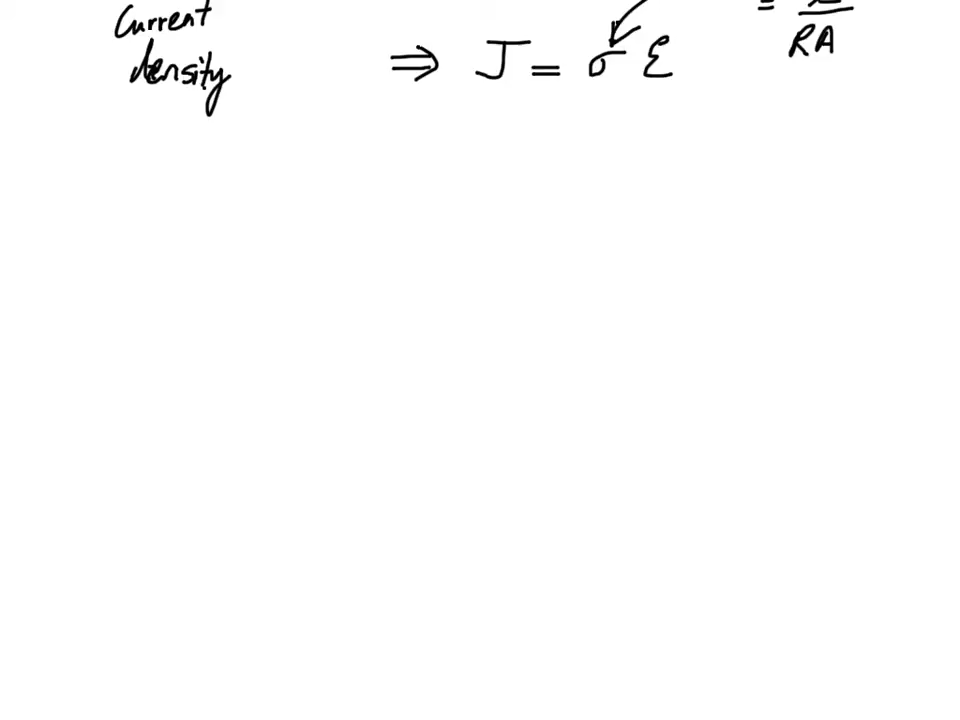 Current
density
⇒ J = σ ℰ
=
RA